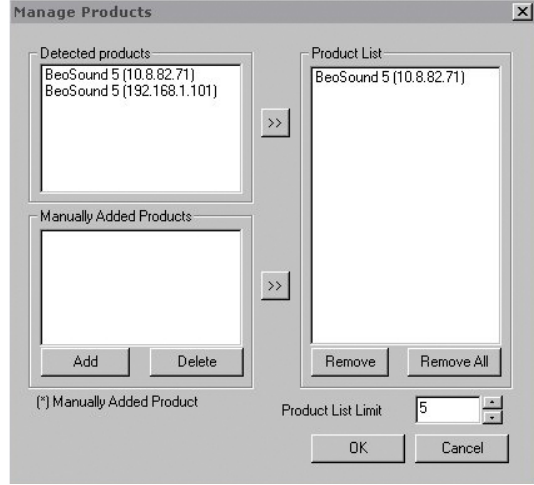 Manage Products
Detected products
BeoSound 5 (10.8.82.71)
BeoSound 5 (192.168.1.101)
>>
Manually Added Products
>>
Add
Delete
(*) Manually Added Product
Product List
BeoSound 5 (10.8.82.71)
Remove
Remove All
Product List Limit
5
OK
Cancel